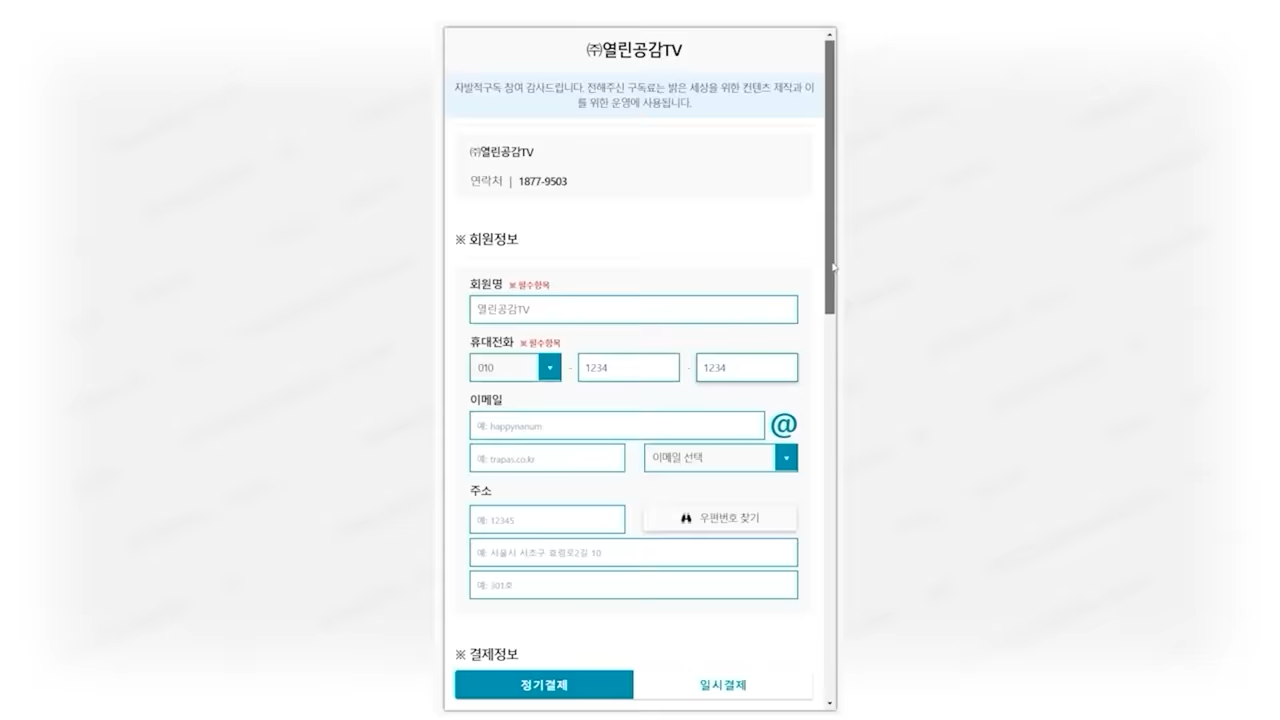 ㈜열린공감TV
자발적구독 참여 감사드립니다. 전해주신 구독료는 밝은 세상을 위한 컨텐츠 제작과 이
를 위한 운영에 사용됩니다.
㈜열린공감TV
연락처 | 1877-9503
※ 회원정보
회원명 ※ 필수항목
열린공감TV
휴대전화 ※ 필수항목
010 - 1234 - 1234
이메일
예: happynanum @
예: trapas.co.kr 이메일 선택
주소
예: 12345 우편번호 찾기
예: 서울시 서초구 효령로2길 10
예: 301호
※ 결제정보
정기결제 일시결제